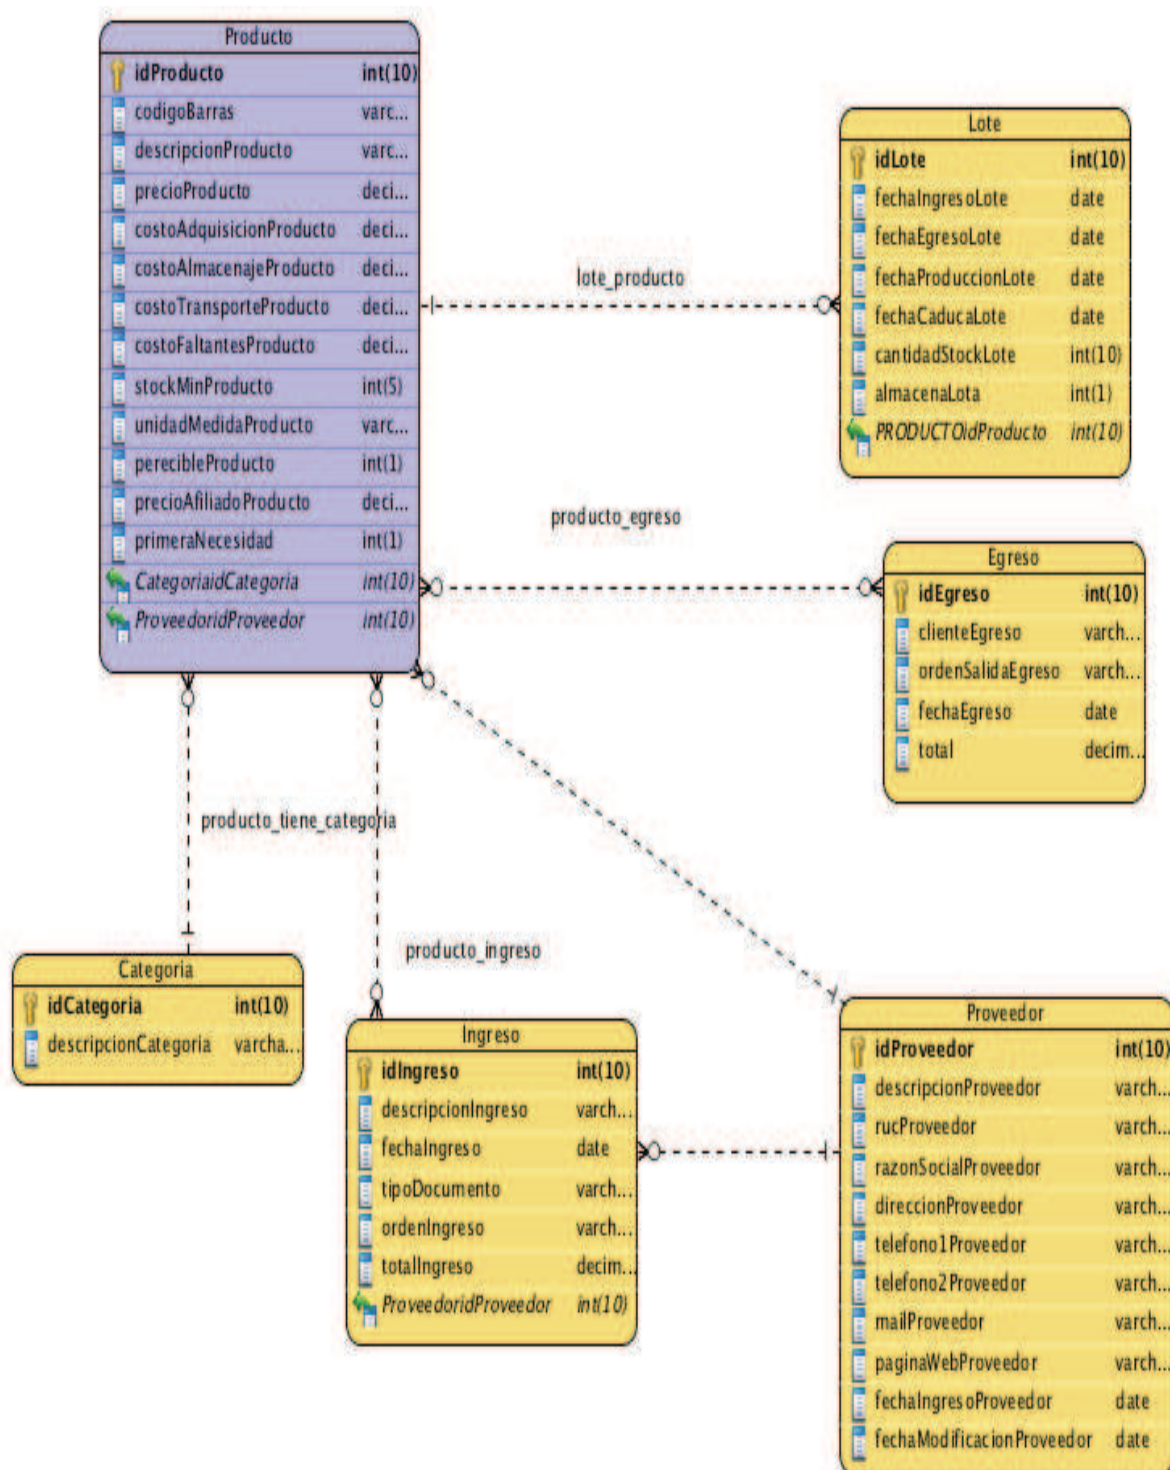 Producto
idProducto int(10)
codigoBarras varc...
descripcionProducto varc...
precioProducto deci...
costoAdquisicionProducto deci...
costoAlmacenajeProducto deci...
costoTransporteProducto deci...
costoFaltantesProducto deci...
stockMinProducto int(5)
unidadMedidaProducto varc...
perecibleProducto int(1)
precioAfiliadoProducto deci...
primeraNecesidad int(1)
CategoriaidCategoria int(10)
ProveedoridProveedor int(10)
Lote
idLote int(10)
fechaIngresoLote date
fechaEgresoLote date
fechaProduccionLote date
fechaCaducaLote date
cantidadStockLote int(10)
almacenaLota int(1)
PRODUCTOidProducto int(10)
lote_producto
producto_egreso
Egreso
idEgreso int(10)
clienteEgreso varch...
ordenSalidaEgreso varch...
fechaEgreso date
total decim...
producto_tiene_categoria
producto_ingreso
Categoria
idCategoria int(10)
descripcionCategoria varcha...
Ingreso
idIngreso int(10)
descripcionIngreso varch...
fechaIngreso date
tipoDocumento varch...
ordenIngreso varch...
totalIngreso decim...
ProveedoridProveedor int(10)
Proveedor
idProveedor int(10)
descripcionProveedor varch...
rucProveedor varch...
razonSocialProveedor varch...
direccionProveedor varch...
telefono1Proveedor varch...
telefono2Proveedor varch...
mailProveedor varch...
paginaWebProveedor varch...
fechaIngresoProveedor date
fechaModificacionProveedor date